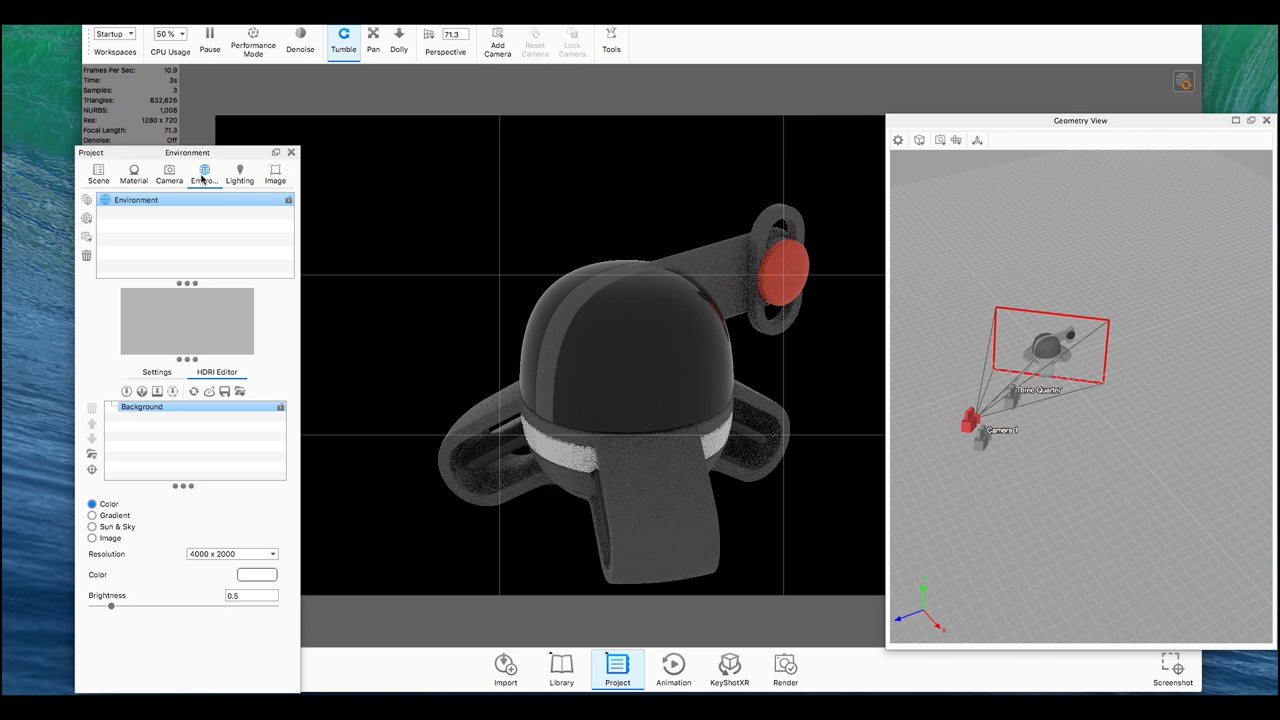 Startup
50 %
71.3
Workspaces
CPU Usage
Pause
Performance
Mode
Denoise
Tumble
Pan
Dolly
Perspective
Add
Camera
Reset
Camera
Lock
Camera
Tools
Frames Per Sec: 10.9
Time: 3s
Samples: 3
Triangles: 832,626
NURBS: 1,008
Res: 1280 x 720
Focal Length: 71.3
Denoise: Off
Project
Environment
Scene
Material
Camera
Enviro...
Lighting
Image
Environment
Settings
HDRI Editor
Background
Color
Gradient
Sun & Sky
Image
Resolution
4000 x 2000
Color
Brightness
0.5
Geometry View
Three Quarter
Camera 1
Y
X
Import
Library
Project
Animation
KeyShotXR
Render
Screenshot